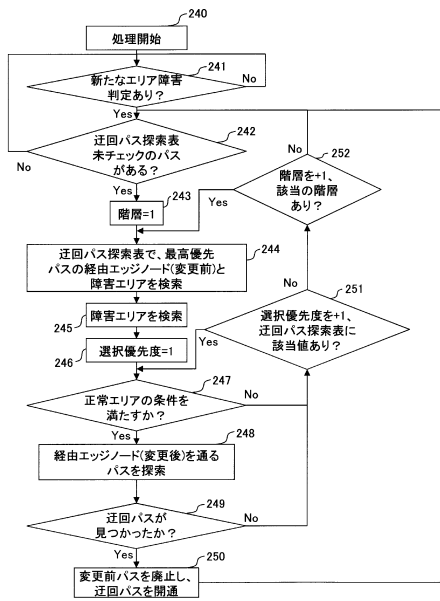 240
処理開始
241
新たなエリア障害
判定あり？
No
Yes
242
迂回パス探索表
未チェックのパス
がある？
No
Yes
243
階層=1
252
No
階層を+1、
該当の階層
あり？
Yes
244
迂回パス探索表で、最高優先
パスの経由エッジノード(変更前)と
障害エリアを検索
245
障害エリアを検索
246
選択優先度=1
251
No
選択優先度を+1、
迂回パス探索表に
該当値あり？
Yes
247
正常エリアの条件を
満たすか？
No
Yes
248
経由エッジノード(変更後)を通る
パスを探索
249
迂回パスが
見つかったか？
No
Yes
250
変更前パスを廃止し、
迂回パスを開通